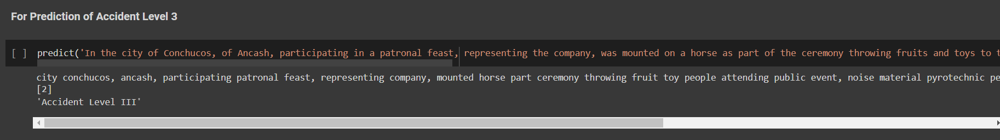 For Prediction of Accident Level 3
[ ] predict('In the city of Conchucos, of Ancash, participating in a patronal feast, representing the company, was mounted on a horse as part of the ceremony throwing fruits and toys to
city conchucos, ancash, participating patronal feast, representing company, mounted horse part ceremony throwing fruit toy people attending public event, noise material pyrotechnic
[2]
'Accident Level III'